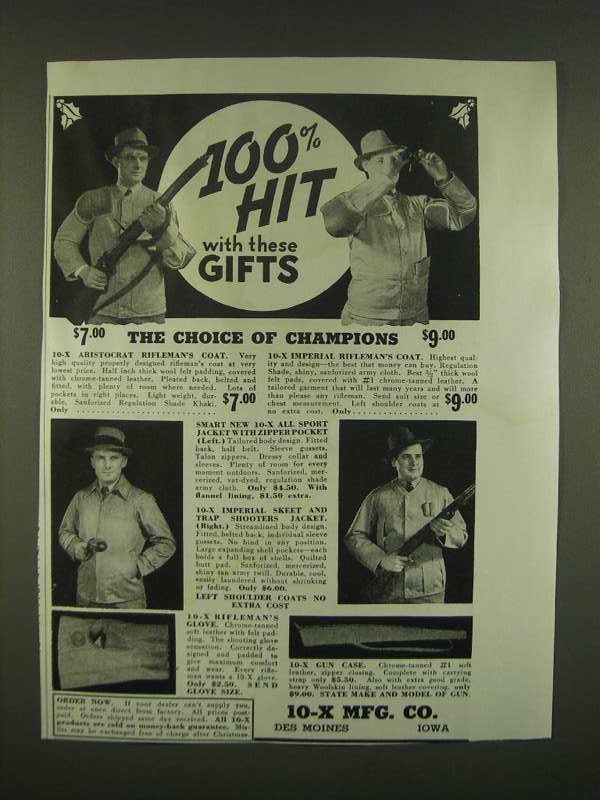 100% HIT
with these
GIFTS
$7.00 THE CHOICE OF CHAMPIONS $9.00
10-X ARISTOCRAT RIFLEMAN'S COAT. Very
high quality properly designed rifleman's coat at very
lowest price. Half inch thick wool felt padding, covered
with chrome-tanned leather. Pleated back, belted and
fitted, with plenty of room where needed. Lots of
pockets in right places. Light weight, dur-
able, Sanforized Regulation Shade Khaki.
Only ........................ $7.00
10-X IMPERIAL RIFLEMAN'S COAT. Highest qual-
ity and design—the best that money can buy. Regulation
Shade, shiny, sanforized army cloth. Best ½" thick wool
felt pads, covered with #1 chrome-tanned leather. A
tailored garment that will last many years and will more
than please any rifleman. Send suit size or
chest measurement. Left shoulder coats at
no extra cost. Only................. $9.00
SMART NEW 10-X ALL SPORT
JACKET WITH ZIPPER POCKET
(Left.) Tailored body design. Fitted
back, half belt. Sleeve gussets.
Talon zippers. Dressy collar and
sleeves. Plenty of room for every
moment outdoors. Sanforized, mer-
cerized, vat-dyed, regulation shade
army cloth. Only $4.50. With
flannel lining, $1.50 extra.
10-X IMPERIAL SKEET AND
TRAP SHOOTERS JACKET.
(Right.) Streamlined body design.
Fitted, belted back, individual sleeve
gussets. No bind in any position.
Large expanding shell pockets—each
holds a full box of shells. Quilted
butt pad. Sanforized, mercerized,
shiny tan army twill. Durable, cool,
easily laundered without shrinking
or fading. Only $6.00.
LEFT SHOULDER COATS NO
EXTRA COST
10-X RIFLEMAN'S
GLOVE. Chrome-tanned
soft leather with felt pad-
ding. The shooting glove
sensation. Correctly de-
signed and padded to
give maximum comfort
and wear. Every rifle-
man wants a 10-X glove.
Only $2.50. SEND
GLOVE SIZE.
10-X GUN CASE. Chrome-tanned #1 soft
leather, zipper closing. Complete with carrying
strap only $5.50. Also with extra good grade,
heavy Woolskin lining, soft leather covering, only
$9.00. STATE MAKE AND MODEL OF GUN.
ORDER NOW. If your dealer can't supply you,
order at once direct from factory. All prices post-
paid. Orders shipped same day received. All 10-X
products are sold on money-back guarantee. Mis-
fits may be exchanged free of charge after Christmas.
10-X MFG. CO.
DES MOINES IOWA